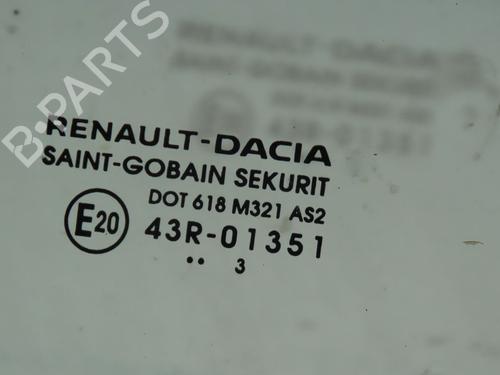 B-PARTS
RENAULT-DACIA
SAINT-GOBAIN SEKURIT
DOT 618 M321 AS2
E20
43R-01351
.. 3